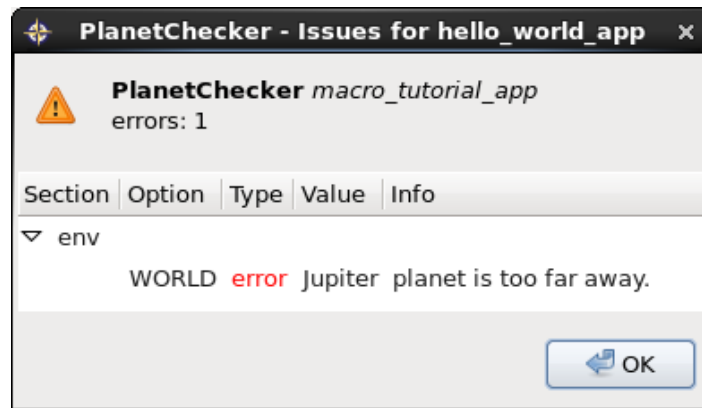 PlanetChecker - Issues for hello_world_app
PlanetChecker macro_tutorial_app
errors: 1
Section Option Type Value Info
env
WORLD error Jupiter planet is too far away.
OK